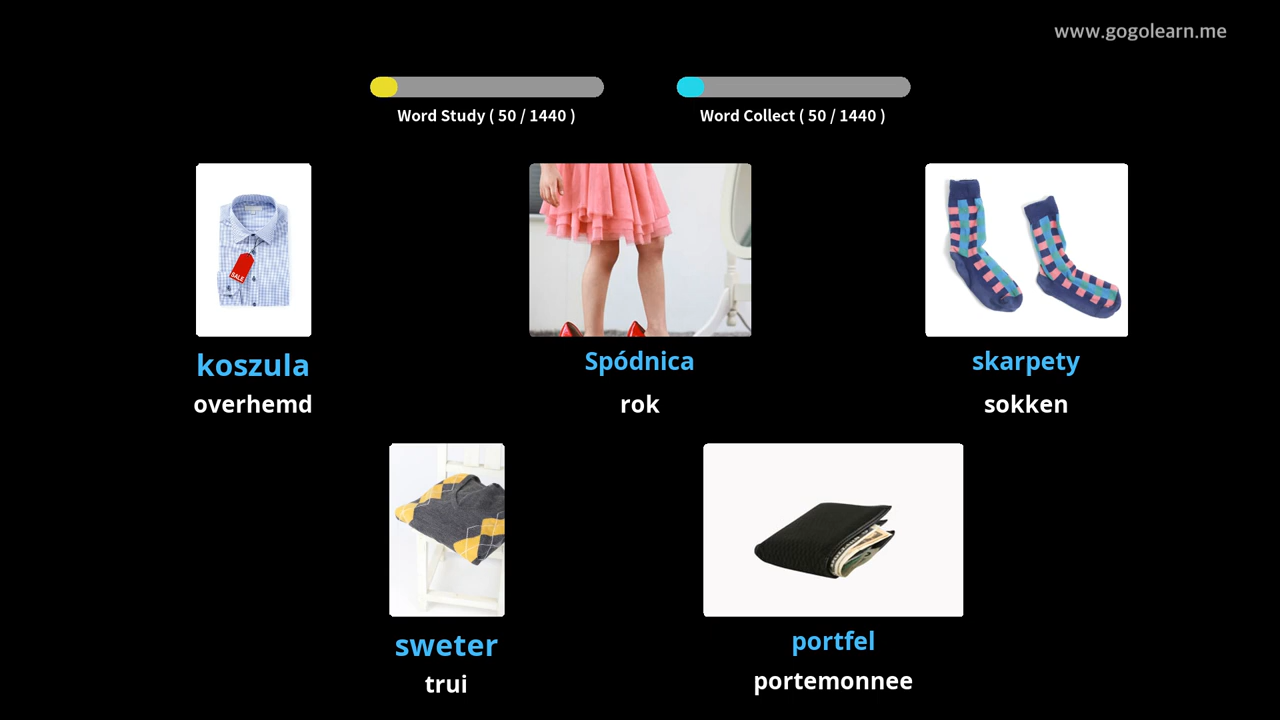 www.gogolearn.me
Word Study ( 50 / 1440 )
Word Collect ( 50 / 1440 )
SALE
koszula
overhemd
Spódnica
rok
skarpety
sokken
sweter
trui
portfel
portemonnee